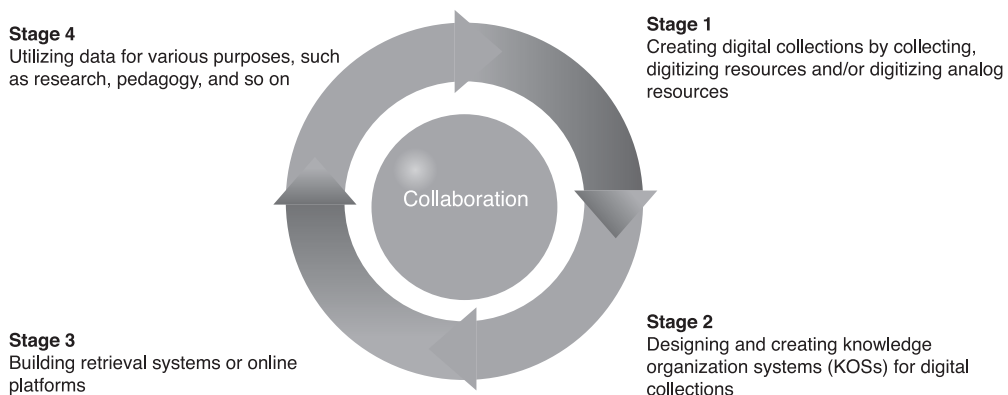 Stage 4
Utilizing data for various purposes, such
as research, pedagogy, and so on
Stage 1
Creating digital collections by collecting,
digitizing resources and/or digitizing analog
resources
Collaboration
Stage 3
Building retrieval systems or online
platforms
Stage 2
Designing and creating knowledge
organization systems (KOSs) for digital
collections